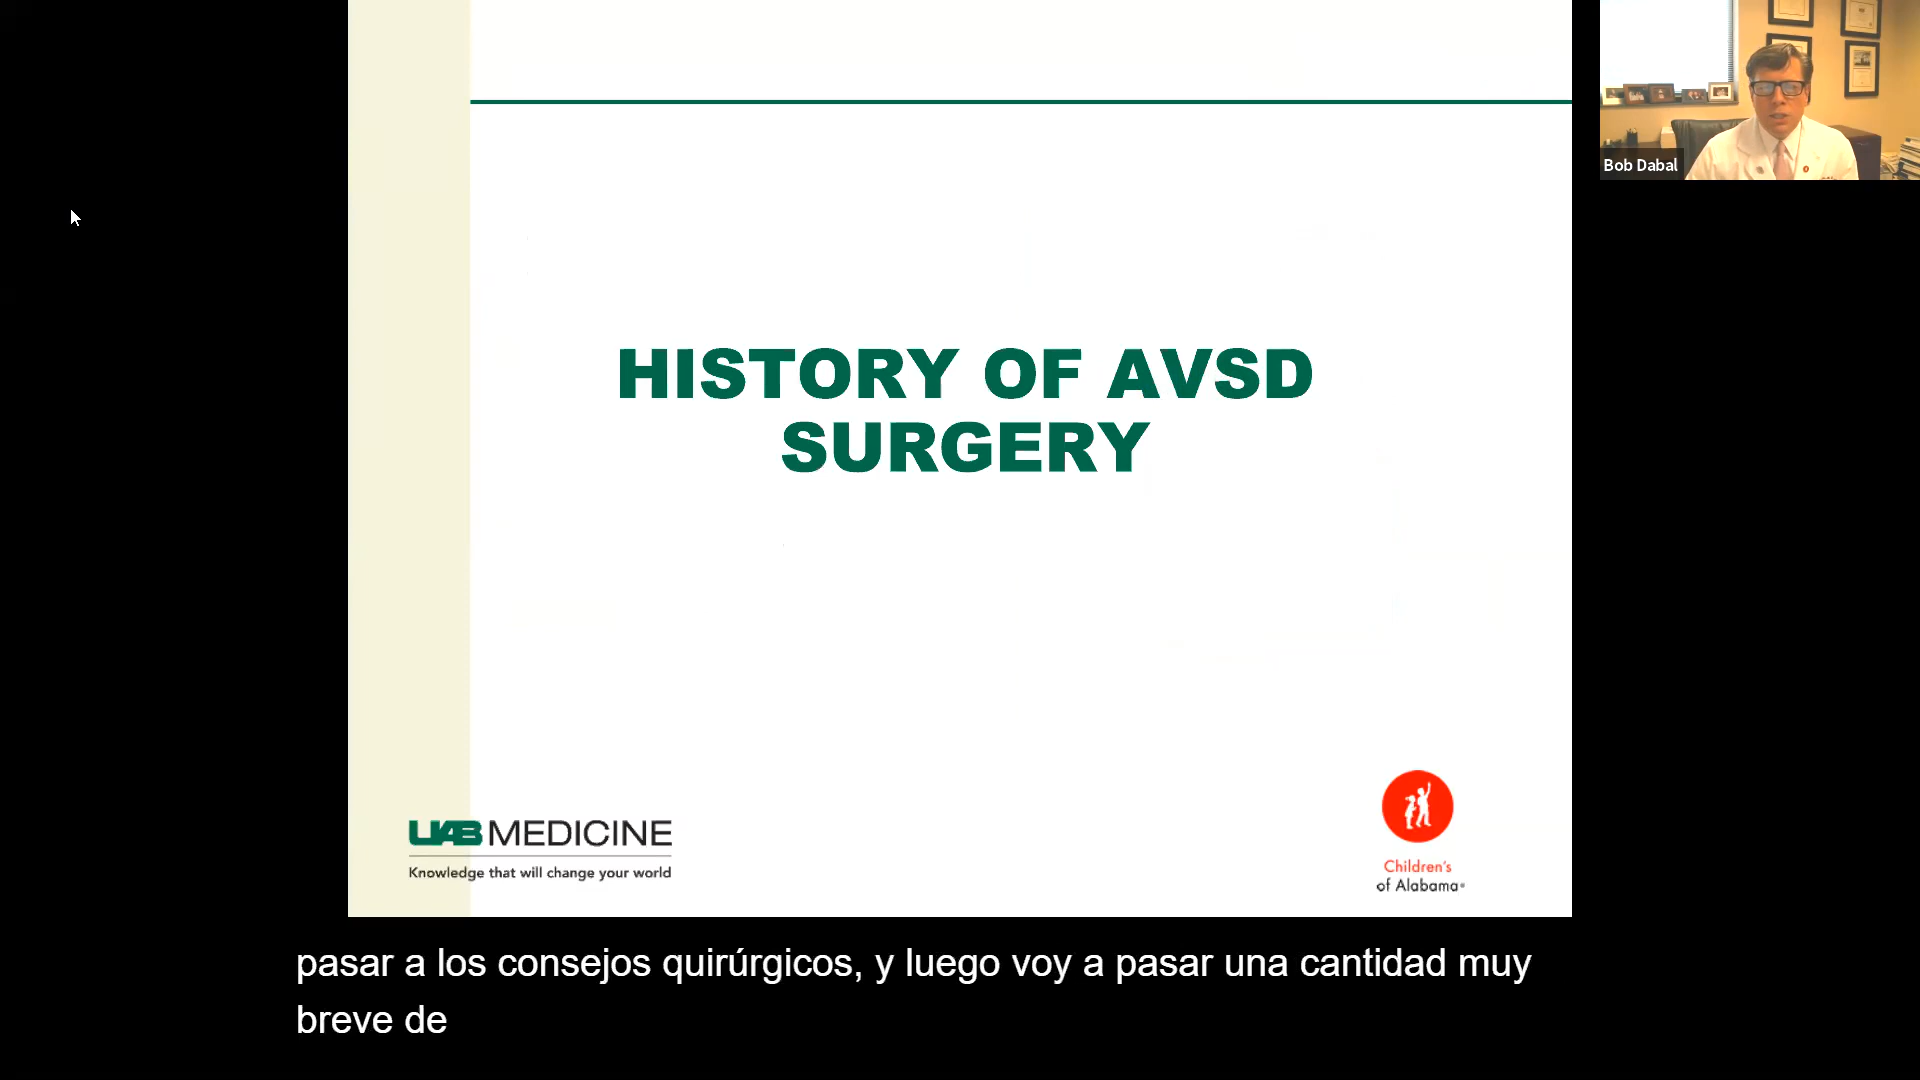 Bob Dabal
HISTORY OF AVSD
SURGERY
UAB MEDICINE
Knowledge that will change your world
Children's
of Alabama®
pasar a los consejos quirúrgicos, y luego voy a pasar una cantidad muy
breve de